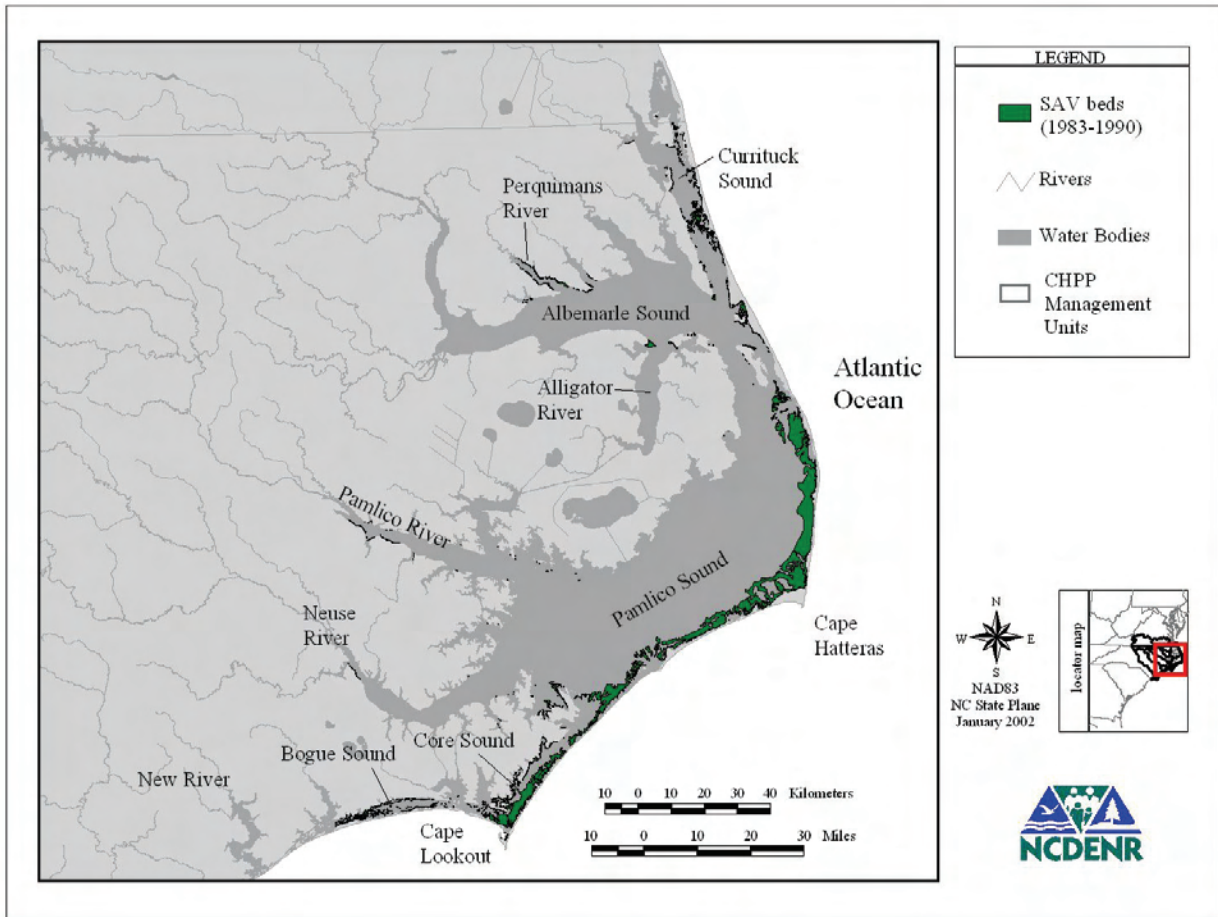 LEGEND
SAV beds
(1983-1990)
Rivers
Water Bodies
CHPP
Management
Units
Currituck
Sound
Perquimans
River
Albemarle Sound
Alligator
River
Atlantic
Ocean
Pamlico River
Pamlico Sound
Neuse
River
Cape
Hatteras
Core Sound
Bogue Sound
New River
Cape
Lookout
10 0 10 20 30 40 Kilometers
10 0 10 20 30 Miles
N
W E
S
NAD83
NC State Plane
January 2002
locator map
NCDENR